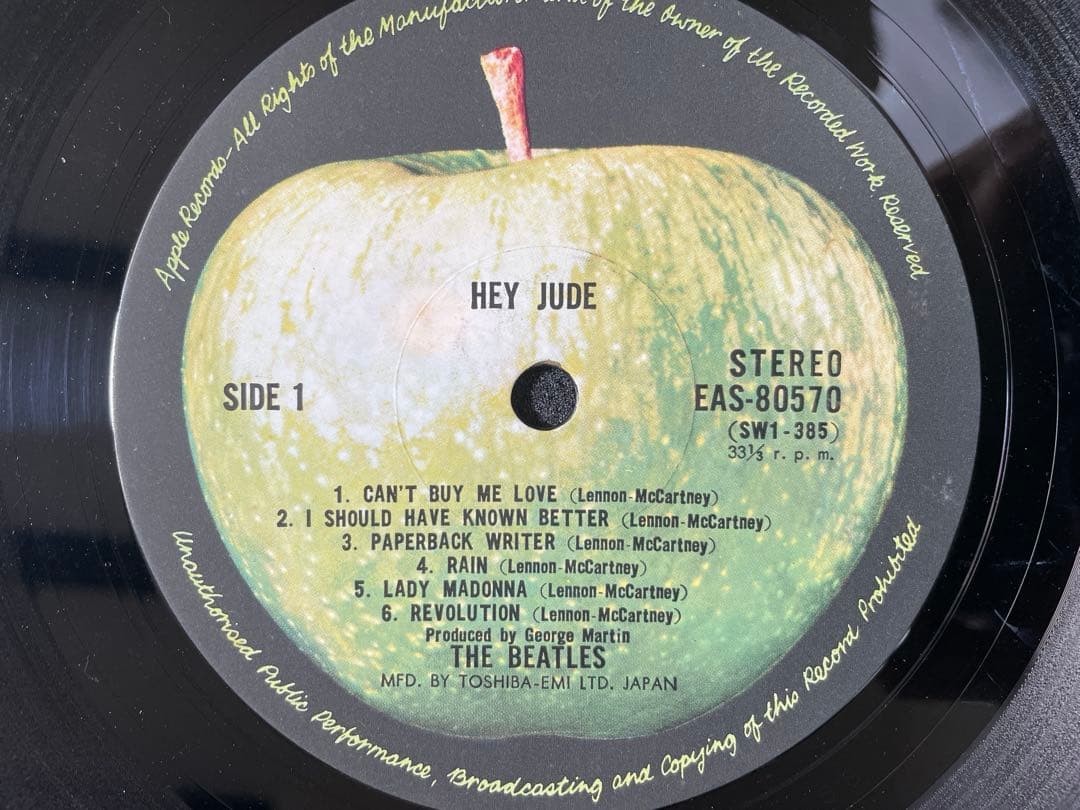 Apple Records-All Rights of the Manufacturer and of the Owner of the Recorded Work Reserved
HEY JUDE
SIDE 1
STEREO
EAS-80570
(SW1-385)
33⅓ r. p. m.
1. CAN'T BUY ME LOVE (Lennon-McCartney)
2. I SHOULD HAVE KNOWN BETTER (Lennon-McCartney)
3. PAPERBACK WRITER (Lennon-McCartney)
4. RAIN (Lennon-McCartney)
5. LADY MADONNA (Lennon-McCartney)
6. REVOLUTION (Lennon-McCartney)
Produced by George Martin
THE BEATLES
MFD. BY TOSHIBA-EMI LTD. JAPAN
Unauthorised Public Performance, Broadcasting and Copying of this Record Prohibited